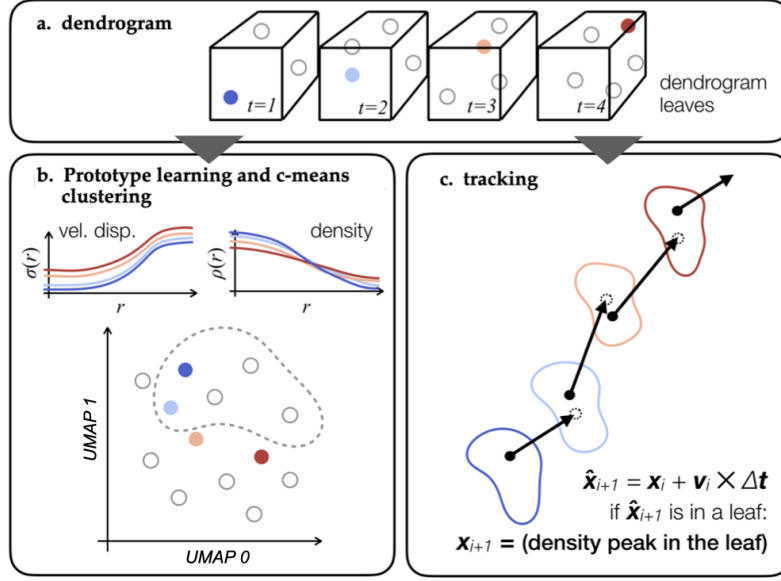 a. dendrogram
t=1
t=2
t=3
t=4
dendrogram
leaves
b. Prototype learning and c-means
clustering
vel. disp.
σ(r)
r
density
ρ(r)
r
UMAP 1
UMAP 0
c. tracking
x̂ᵢ₊₁ = xᵢ + vᵢ × Δt
if x̂ᵢ₊₁ is in a leaf:
xᵢ₊₁ = (density peak in the leaf)